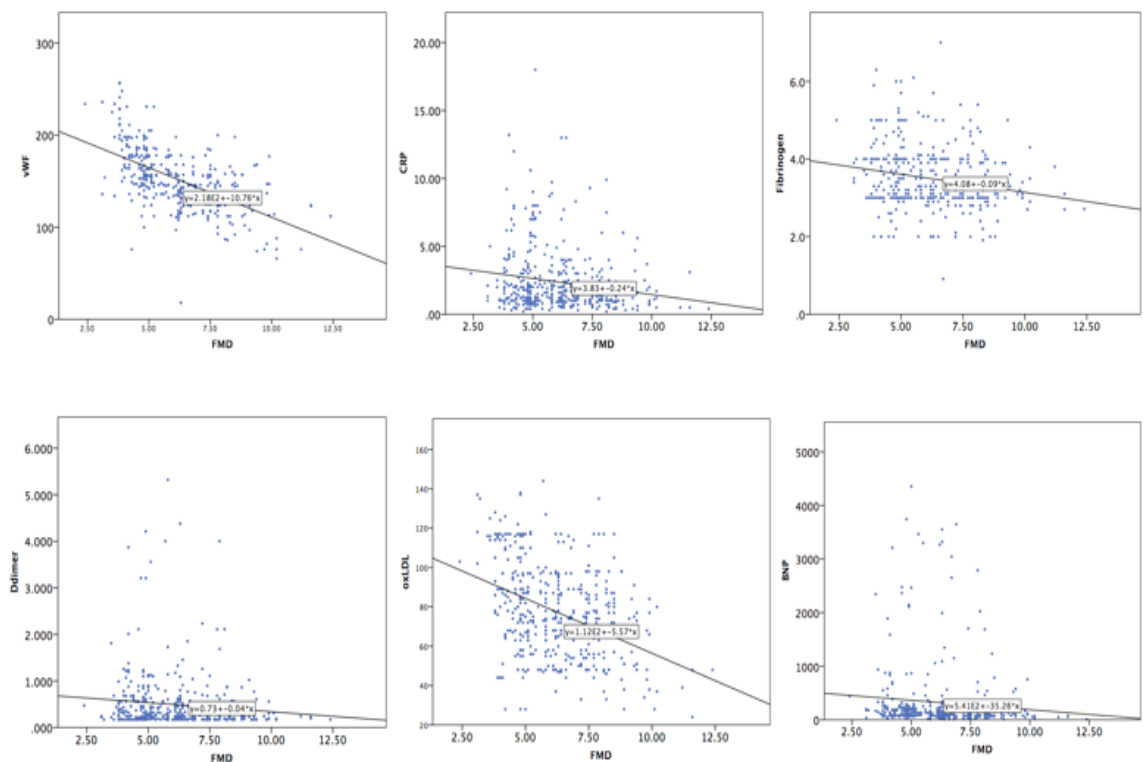 300
200
100
0
vWF
y=2.18E2+-10.76*x
2.50 5.00 7.50 10.00 12.50
FMD
20.00
15.00
10.00
5.00
.00
CRP
y=3.83+-0.24*x
2.50 5.00 7.50 10.00 12.50
FMD
6.0
4.0
2.0
.0
Fibrinogen
y=4.08+-0.09*x
2.50 5.00 7.50 10.00 12.50
FMD
6.000
5.000
4.000
3.000
2.000
1.000
.000
Ddimer
y=0.73+-0.04*x
2.50 5.00 7.50 10.00 12.50
FMD
160
140
120
100
80
60
40
20
oxLDL
y=1.12E2+-5.57*x
2.50 5.00 7.50 10.00 12.50
FMD
5000
4000
3000
2000
1000
0
BNP
y=5.41E2+-35.26*x
2.50 5.00 7.50 10.00 12.50
FMD